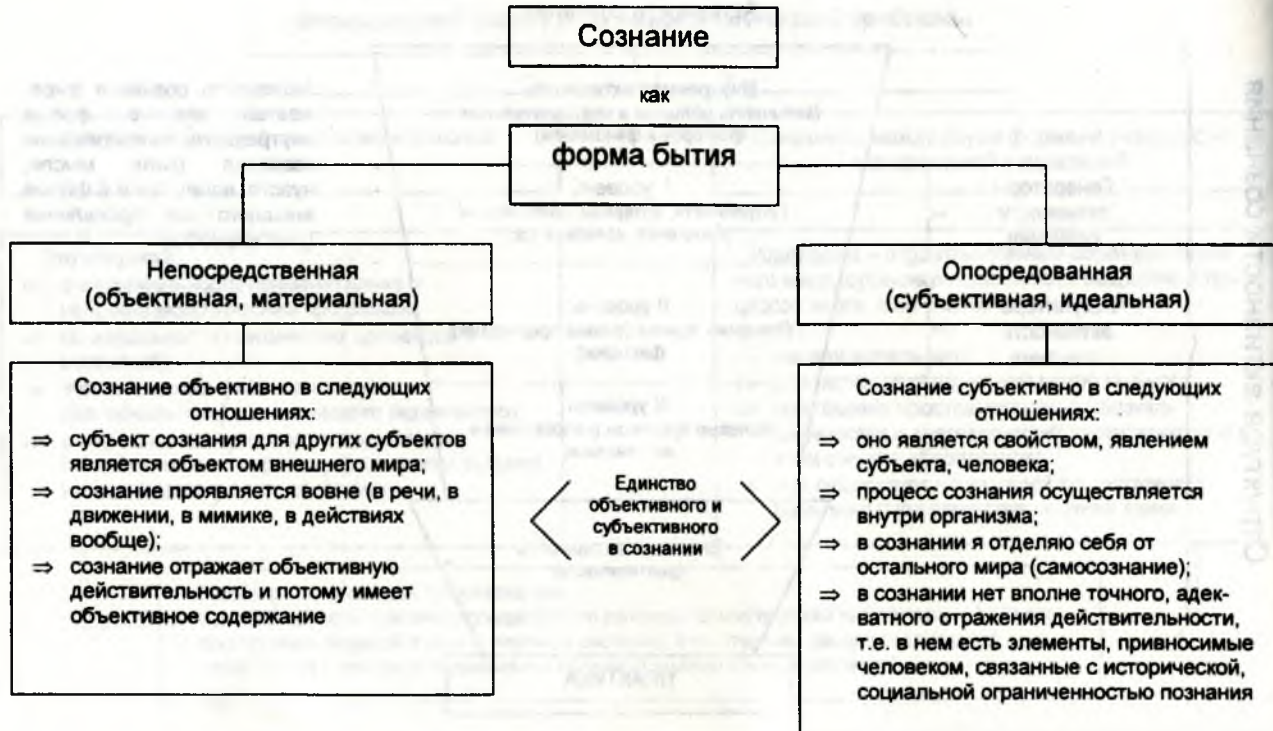 Сознание
как
форма бытия
Непосредственная
(объективная, материальная)
Опосредованная
(субъективная, идеальная)
Сознание объективно в следующих
отношениях:
⇒ субъект сознания для других субъектов
является объектом внешнего мира;
⇒ сознание проявляется вовне (в речи, в
движении, в мимике, в действиях
вообще);
⇒ сознание отражает объективную
действительность и потому имеет
объективное содержание
Единство
объективного и
субъективного
в сознании
Сознание субъективно в следующих
отношениях:
⇒ оно является свойством, явлением
субъекта, человека;
⇒ процесс сознания осуществляется
внутри организма;
⇒ в сознании я отделяю себя от
остального мира (самосознание);
⇒ в сознании нет вполне точного, адек-
ватного отражения действительности,
т.е. в нем есть элементы, привносимые
человеком, связанные с исторической,
социальной ограниченностью познания